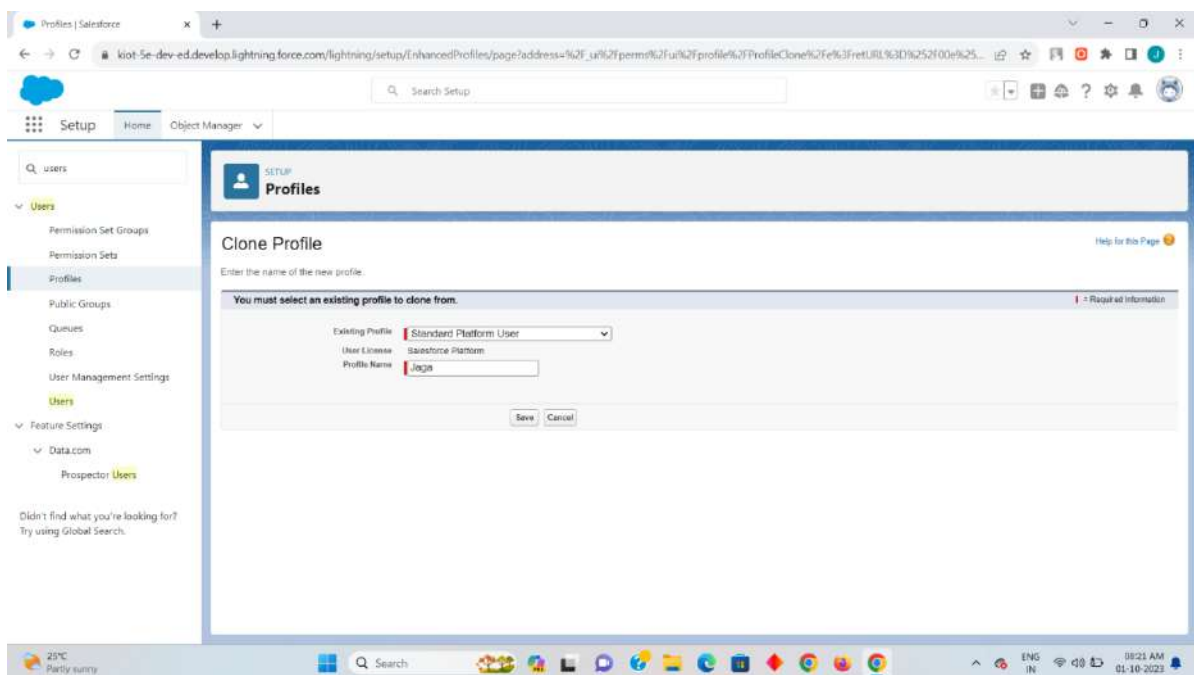 Profiles | Salesforce
kiot-5e-dev-ed.develop.lightning.force.com/lightning/setup/EnhancedProfiles/page?address=%2F_ui%2Fperms%2Fui%2Fprofile%2FProfileClone%2Fe%3FretURL%3D%252F00e%25...
Search Setup
Setup
Home
Object Manager
users
Users
Permission Set Groups
Permission Sets
Profiles
Public Groups
Queues
Roles
User Management Settings
Users
Feature Settings
Data.com
Prospector Users
Didn't find what you're looking for?
Try using Global Search.
SETUP
Profiles
Clone Profile
Help for this Page
Enter the name of the new profile.
You must select an existing profile to clone from.
= Required Information
Existing Profile Standard Platform User
User License Salesforce Platform
Profile Name Jaga
Save Cancel
25°C
Partly sunny
Search
ENG
IN
08:21 AM
01-10-2023